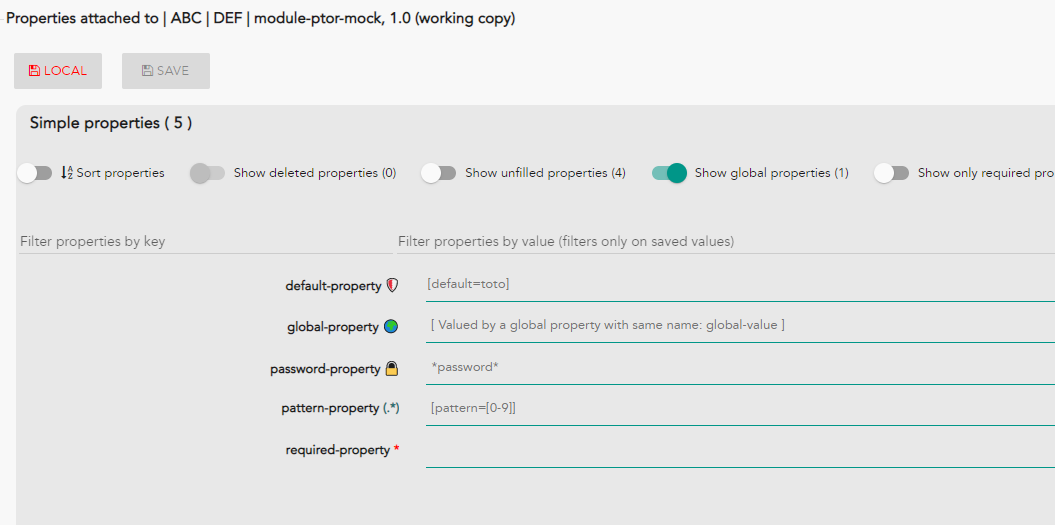 Properties attached to | ABC | DEF | module-ptor-mock, 1.0 (working copy)
LOCAL SAVE
Simple properties ( 5 )
Sort properties Show deleted properties (0) Show unfilled properties (4) Show global properties (1) Show only required pro
Filter properties by key Filter properties by value (filters only on saved values)
default-property [default=toto]
global-property [ Valued by a global property with same name: global-value ]
password-property *password*
pattern-property (.*) [pattern=[0-9]]
required-property *